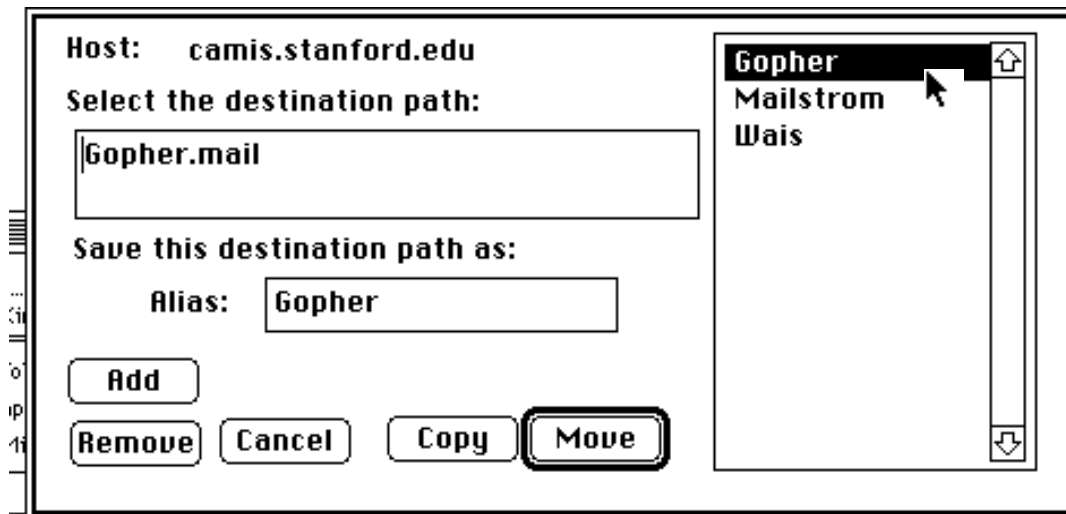 Host: camis.stanford.edu
Select the destination path:
Gopher.mail
Save this destination path as:
Alias: Gopher
Add
Remove Cancel Copy Move
Gopher
Mailstrom
Wais